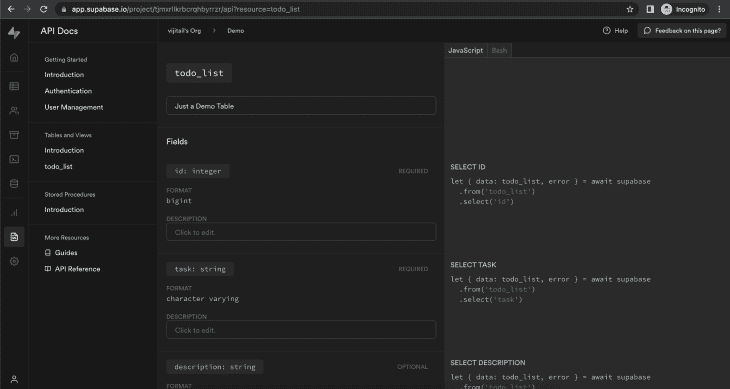 app.supabase.io/project/tjmxrllkrbcrqhbyrrzr/api?resource=todo_list
Incognito
API Docs
vijitail's Org
Demo
Help
Feedback on this page?
Getting Started
Introduction
Authentication
User Management
Tables and Views
Introduction
todo_list
Stored Procedures
Introduction
More Resources
Guides
API Reference
todo_list
Just a Demo Table
Fields
id: integer
REQUIRED
FORMAT
bigint
DESCRIPTION
Click to edit.
task: string
REQUIRED
FORMAT
character varying
DESCRIPTION
Click to edit.
description: string
OPTIONAL
FORMAT
JavaScript
Bash
SELECT ID
let { data: todo_list, error } = await supabase
.from('todo_list')
.select('id')
SELECT TASK
let { data: todo_list, error } = await supabase
.from('todo_list')
.select('task')
SELECT DESCRIPTION
let { data: todo_list, error } = await supabase
.from('todo_list')